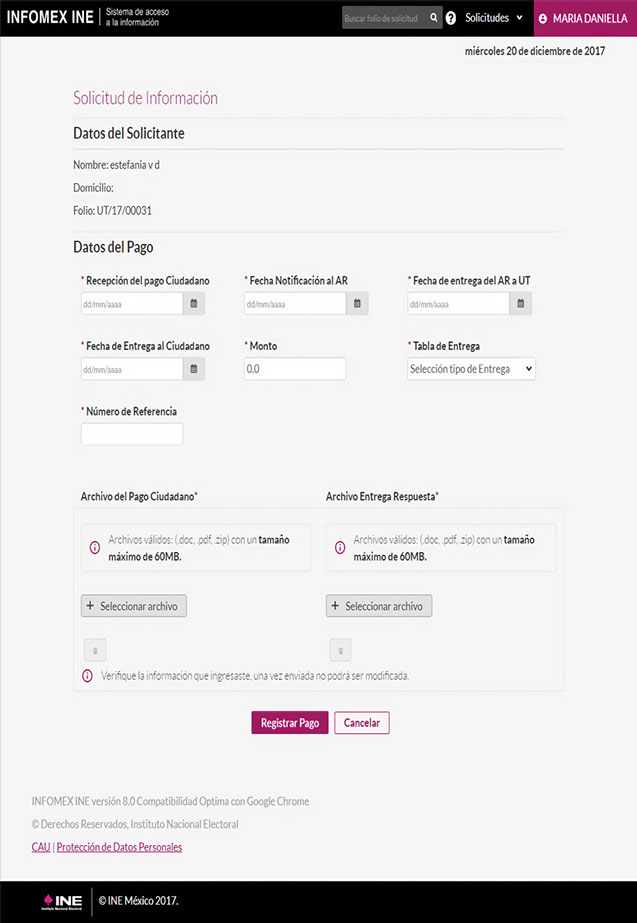 INFOMEX INE Sistema de acceso
a la información
Buscar folio de solicitud ? Solicitudes MARIA DANIELLA
miércoles 20 de diciembre de 2017
Solicitud de Información
Datos del Solicitante
Nombre: estefania v d
Domicilio:
Folio: UT/17/00031
Datos del Pago
* Recepción del pago Ciudadano * Fecha Notificación al AR * Fecha de entrega del AR a UT
dd/mm/aaaa dd/mm/aaaa dd/mm/aaaa
* Fecha de Entrega al Ciudadano * Monto * Tabla de Entrega
dd/mm/aaaa 0.0 Selección tipo de Entrega
* Número de Referencia
Archivo del Pago Ciudadano* Archivo Entrega Respuesta*
Archivos válidos: (.doc, .pdf, .zip) con un tamaño Archivos válidos: (.doc, .pdf, .zip) con un tamaño
máximo de 60MB. máximo de 60MB.
+ Seleccionar archivo + Seleccionar archivo
Verifique la información que ingresaste, una vez enviada no podrá ser modificada.
Registrar Pago Cancelar
INFOMEX INE versión 8.0 Compatibilidad Optima con Google Chrome
© Derechos Reservados, Instituto Nacional Electoral
CAU | Protección de Datos Personales
INE © INE México 2017.
Instituto Nacional Electoral